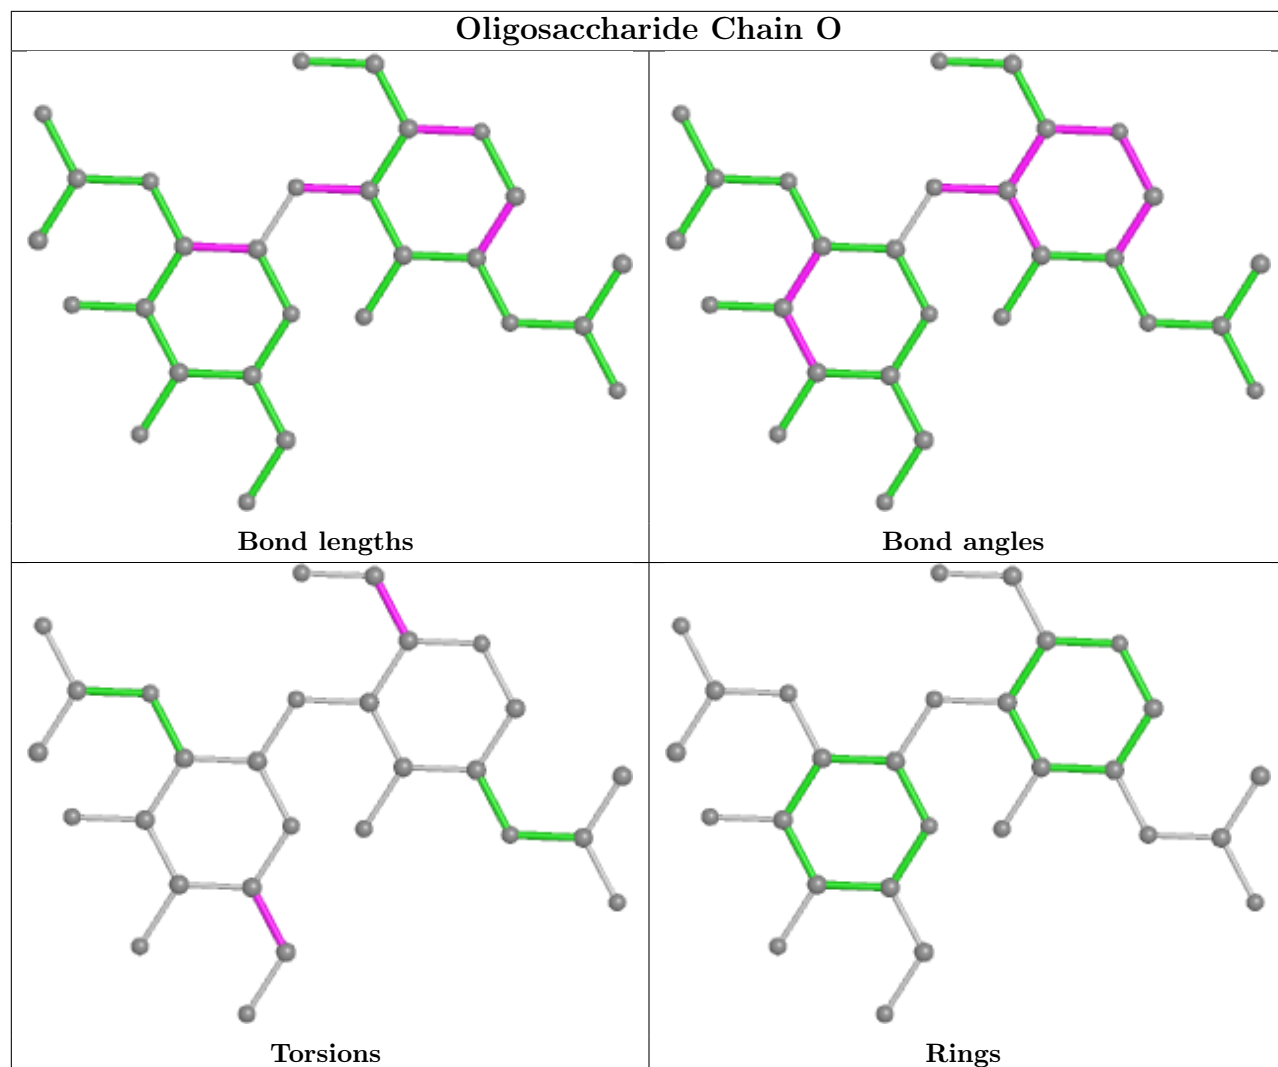 Oligosaccharide Chain O
Bond lengths
Bond angles
Torsions
Rings